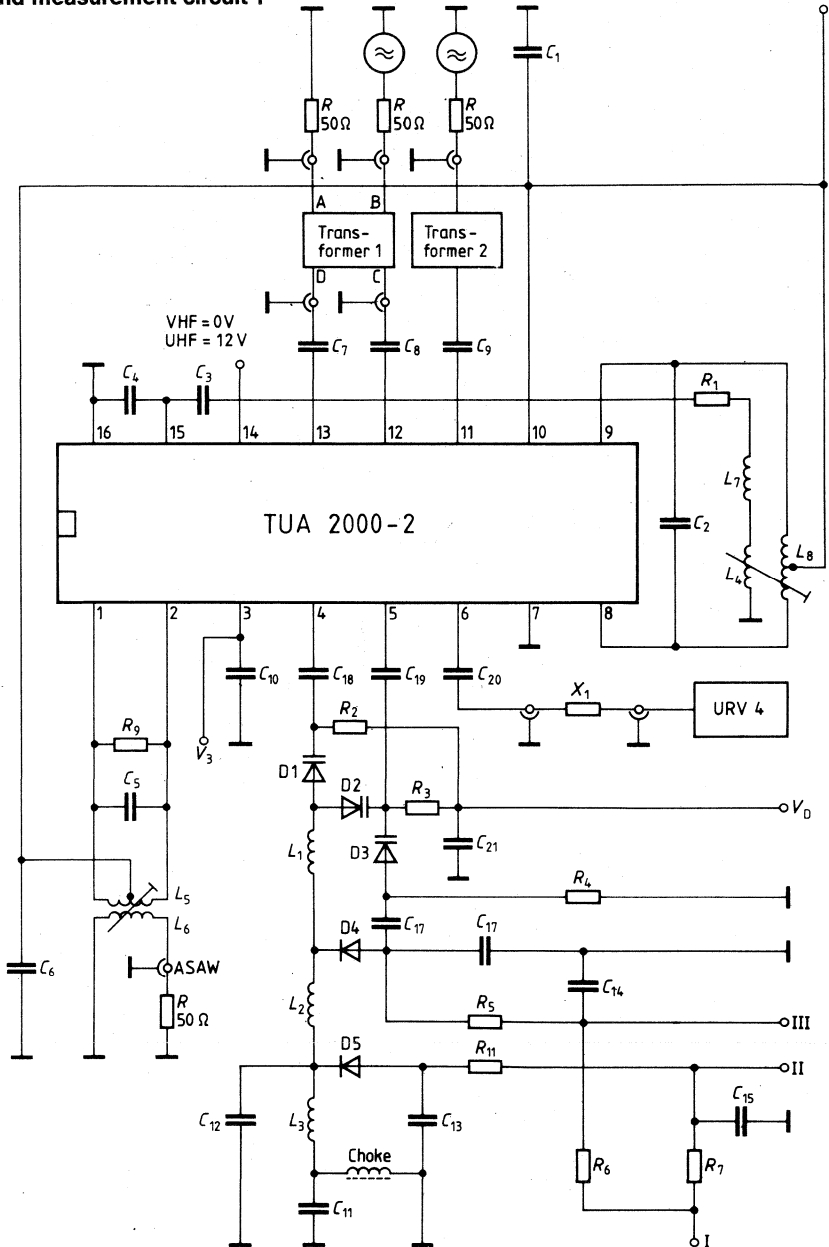 nd measurement circuit 1
C1
R
50Ω
R
50Ω
R
50Ω
A B
Trans-
former 1
Trans-
former 2
D C
VHF = 0V
UHF = 12V
C7
C8
C9
C4
C3
R1
16 15 14 13 12 11 10 9
L7
TUA 2000-2
C2
L8
L4
1 2 3 4 5 6 7 8
C10
C18
C19
C20
X1
URV 4
R9
V3
R2
D1
D2
R3
VD
C5
L1
D3
C21
L5
R4
L6
C17
D4
C17
C6
ASAW
C14
R
50Ω
L2
R5
III
D5
R11
II
C12
L3
C13
C15
Choke
R6
R7
C11
I